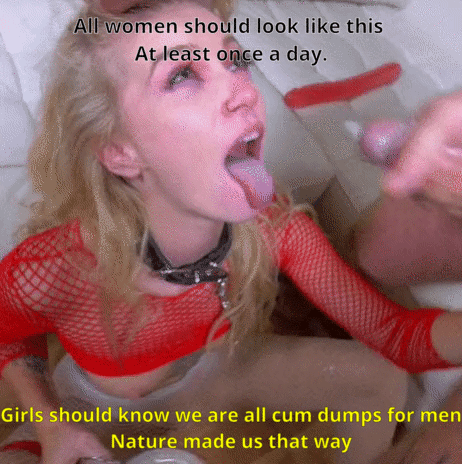 All women should look like this
At least once a day.
Girls should know we are all cum dumps for men
Nature made us that way